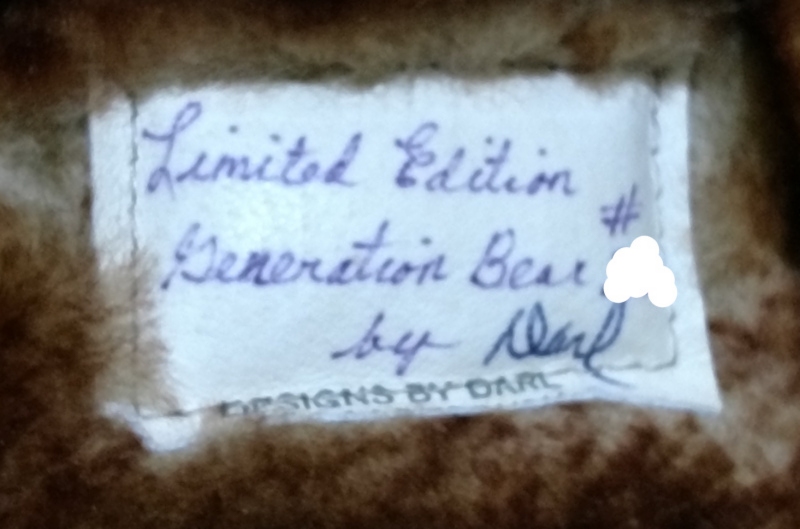 Limited Edition
Generation Bear #
by Darl
DESIGNS BY DARL